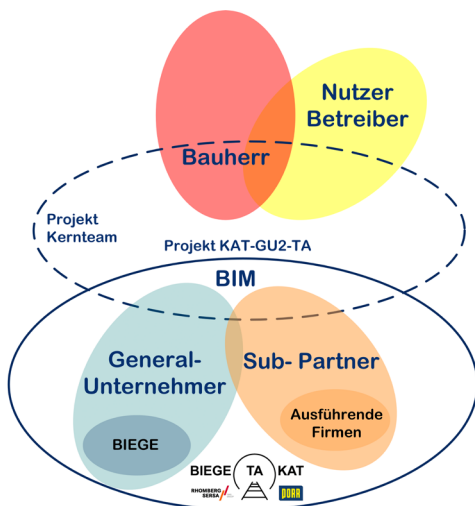 Nutzer
Betreiber
Bauherr
Projekt
Kernteam
Projekt KAT-GU2-TA
BIM
General-
Unternehmer
Sub- Partner
Ausführende
Firmen
BIEGE
BIEGE TA KAT
RHOMBERG
SERSA
PORR